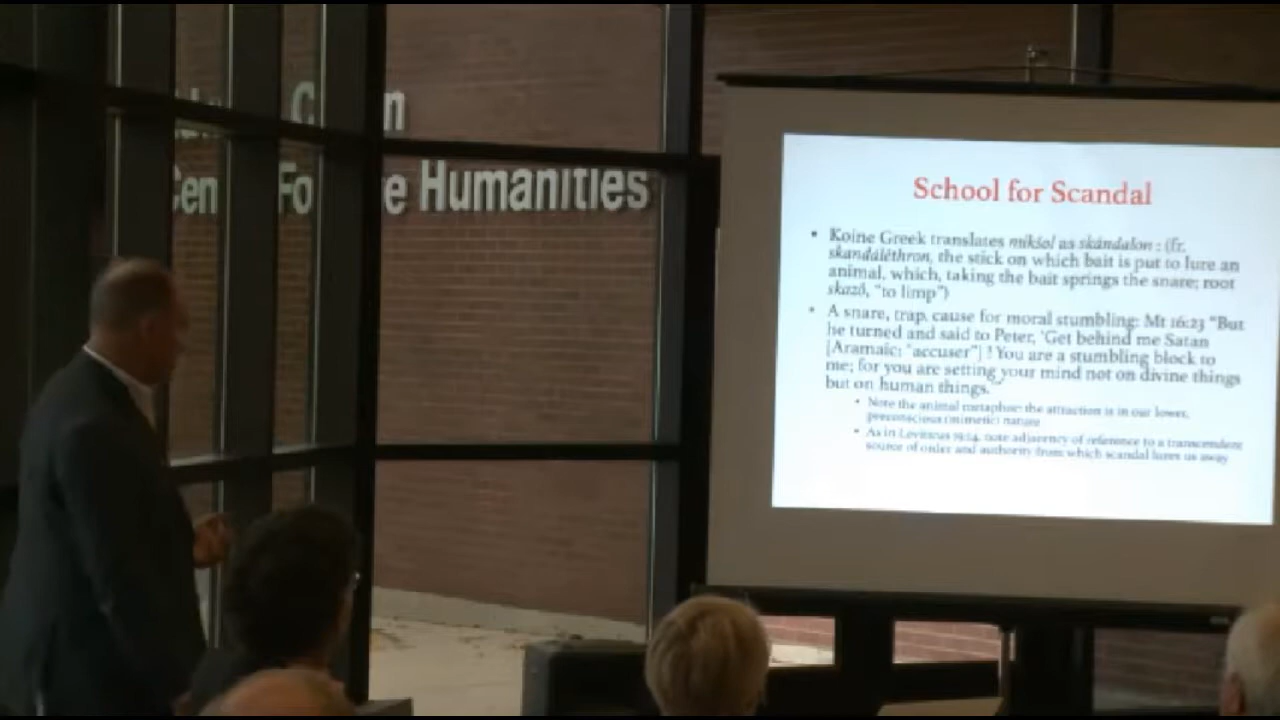 C n
Cen Fo e Humanities
School for Scandal
• Koine Greek translates mikšol as skándalon : (fr.
skandaléthron, the stick on which bait is put to lure an
animal, which, taking the bait springs the snare; root
skazō, "to limp")
• A snare, trap, cause for moral stumbling: Mt 16:23 "But
he turned and said to Peter, 'Get behind me Satan
[Aramaic: "accuser"] ! You are a stumbling block to
me; for you are setting your mind not on divine things
but on human things.'"
• Note the animal metaphor: the attraction is in our lower,
preconscious (mimetic) nature
• As in Leviticus 19:14, note adjacency of reference to a transcendent
source of order and authority from which scandal lures us away